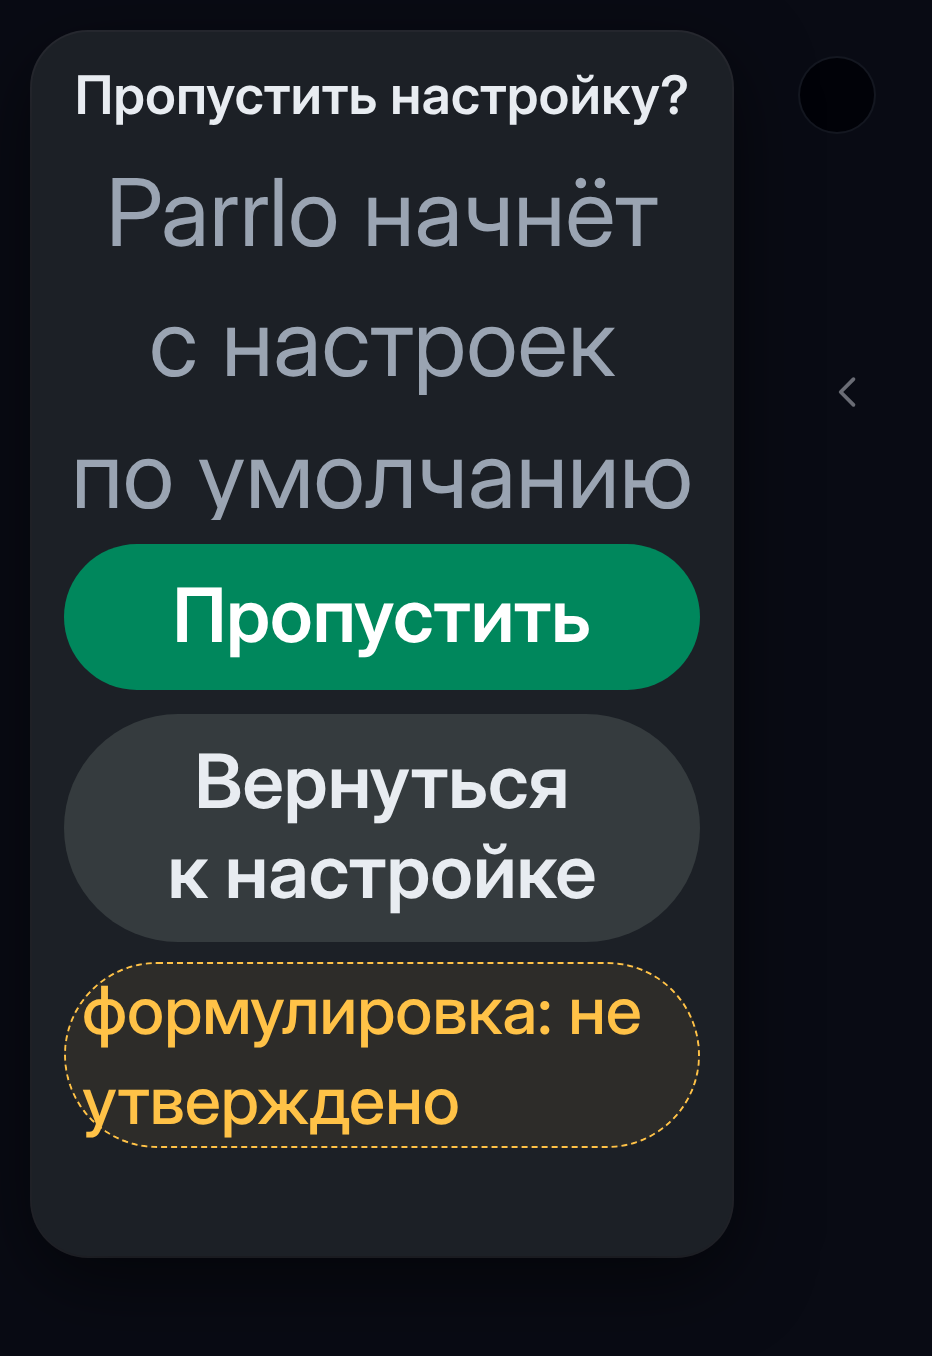 Пропустить настройку?
Parrlo начнёт
с настроек
по умолчанию
Пропустить
Вернуться
к настройке
формулировка: не
утверждено